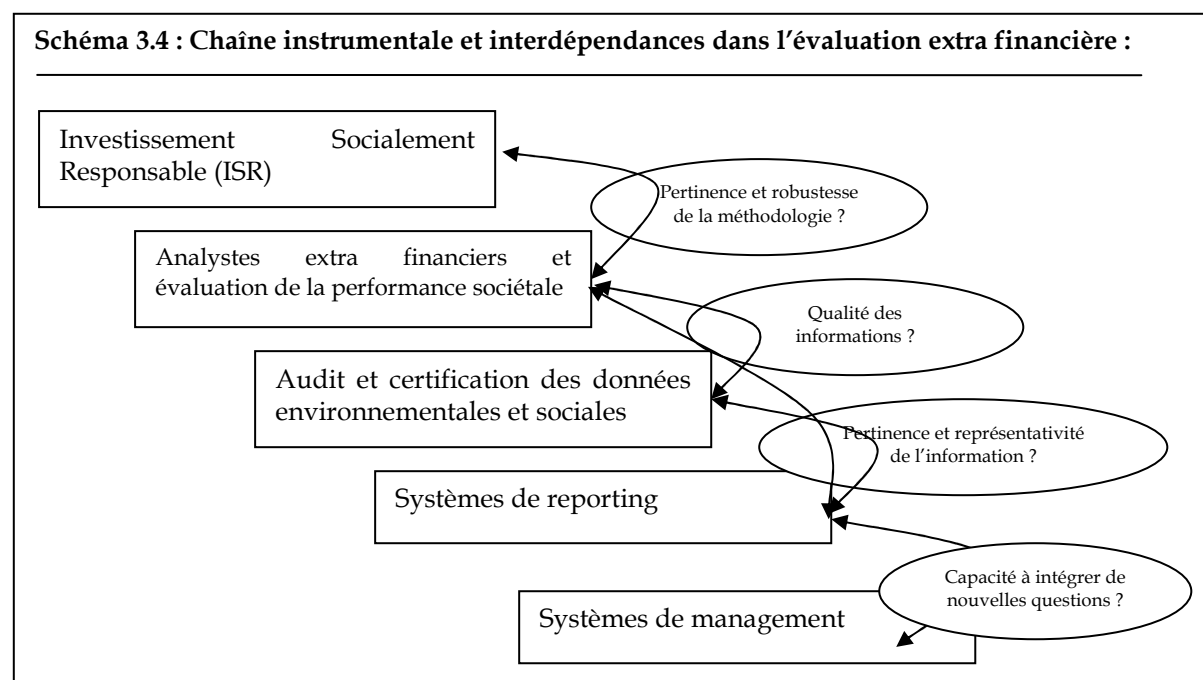 Schéma 3.4 : Chaîne instrumentale et interdépendances dans l’évaluation extra financière :
Investissement Socialement
Responsable (ISR)
Pertinence et robustesse
de la méthodologie ?
Analystes extra financiers et
évaluation de la performance sociétale
Qualité des
informations ?
Audit et certification des données
environnementales et sociales
Pertinence et représentativité
de l’information ?
Systèmes de reporting
Capacité à intégrer de
nouvelles questions ?
Systèmes de management